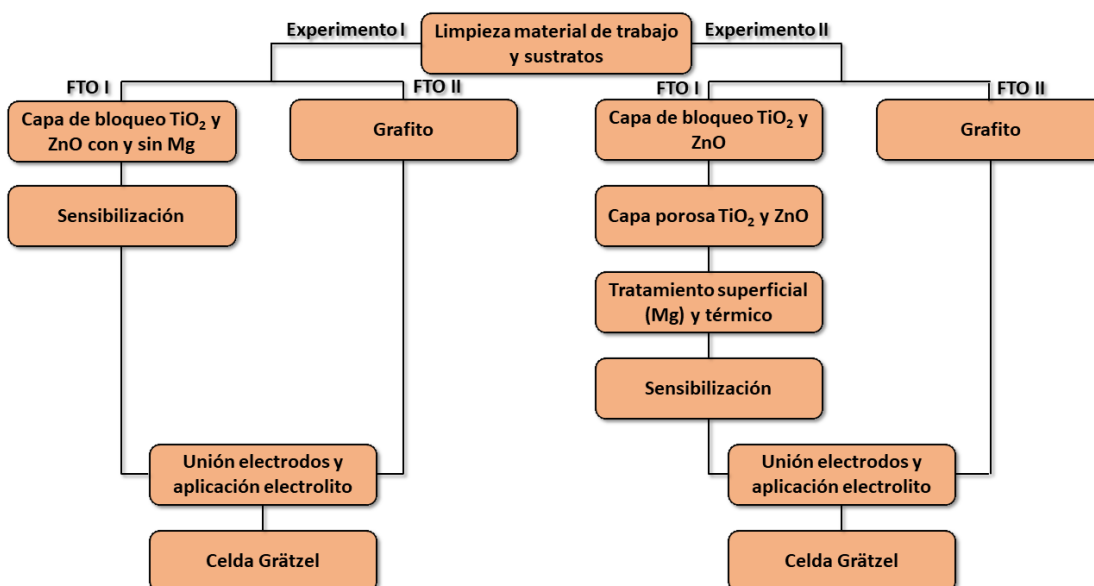 Experimento I
Limpieza material de trabajo
y sustratos
Experimento II
FTO I
FTO II
Capa de bloqueo TiO₂ y
ZnO con y sin Mg
Grafito
Sensibilización
Unión electrodos y
aplicación electrolito
Celda Grätzel
FTO I
FTO II
Capa de bloqueo TiO₂ y
ZnO
Grafito
Capa porosa TiO₂ y ZnO
Tratamiento superficial
(Mg) y térmico
Sensibilización
Unión electrodos y
aplicación electrolito
Celda Grätzel